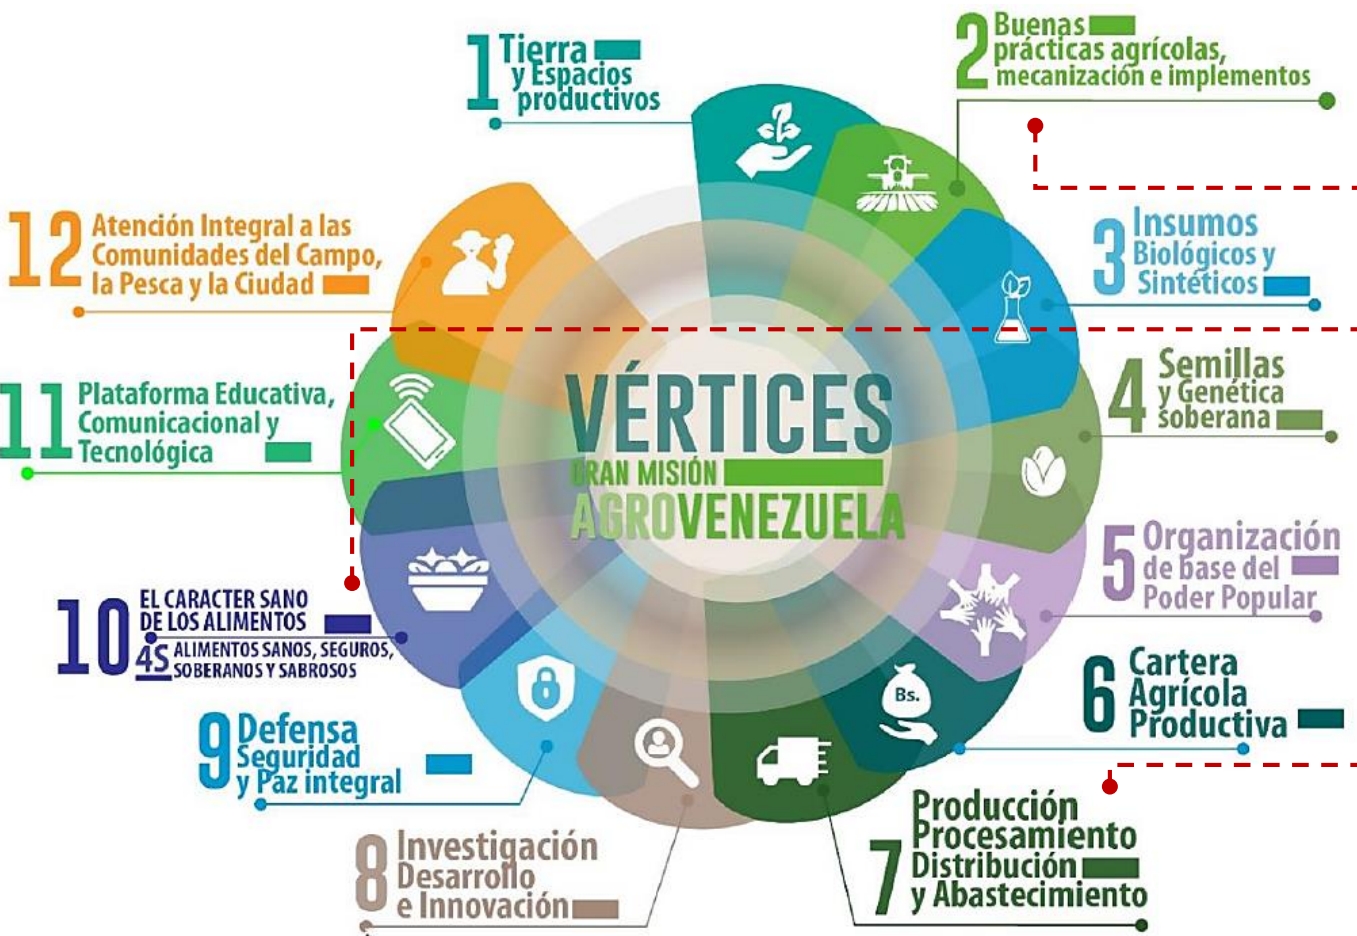 1 Tierra
y Espacios
productivos
2 Buenas
prácticas agrícolas,
mecanización e implementos
3 Insumos
Biológicos y
Sintéticos
4 Semillas
y Genética
soberana
5 Organización
de base del
Poder Popular
6 Cartera
Agrícola
Productiva
7 Producción
Procesamiento
Distribución
y Abastecimiento
8 Investigación
Desarrollo
e Innovación
9 Defensa
Seguridad
y Paz integral
10 EL CARACTER SANO
DE LOS ALIMENTOS
4S ALIMENTOS SANOS, SEGUROS,
SOBERANOS Y SABROSOS
11 Plataforma Educativa,
Comunicacional y
Tecnológica
12 Atención Integral a las
Comunidades del Campo,
la Pesca y la Ciudad
VÉRTICES
GRAN MISIÓN
AGROVENEZUELA
Bs.